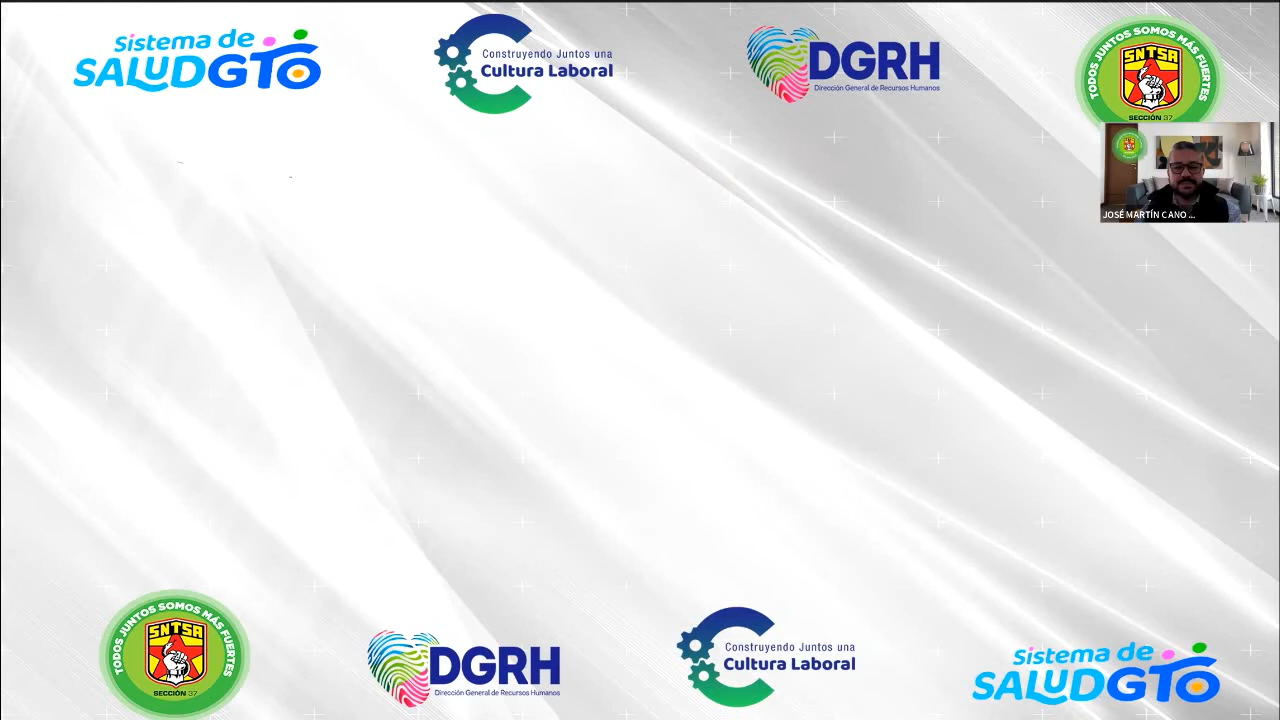 Sistema de
SALUDGTO
Construyendo Juntos una
Cultura Laboral
DGRH
Dirección General de Recursos Humanos
TODOS JUNTOS SOMOS MÁS FUERTES
SNTSA
SECCIÓN 37
JOSÉ MARTÍN CANO ...
TODOS JUNTOS SOMOS MÁS FUERTES
SNTSA
SECCIÓN 37
DGRH
Dirección General de Recursos Humanos
Construyendo Juntos una
Cultura Laboral
Sistema de
SALUDGTO